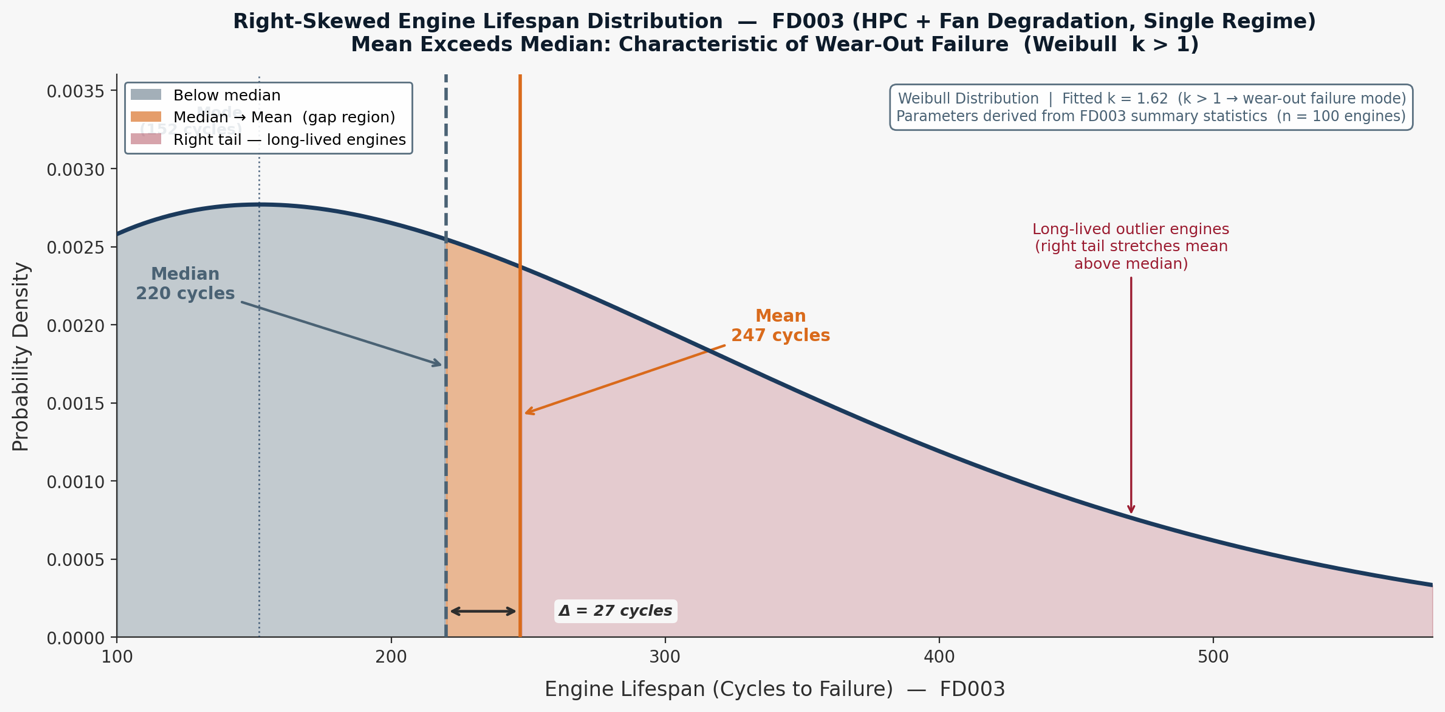 Right-Skewed Engine Lifespan Distribution — FD003 (HPC + Fan Degradation, Single Regime)
Mean Exceeds Median: Characteristic of Wear-Out Failure (Weibull k > 1)
Below median
Median → Mean (gap region)
Right tail — long-lived engines
Mode
(152 cycles)
Weibull Distribution | Fitted k = 1.62 (k > 1 → wear-out failure mode)
Parameters derived from FD003 summary statistics (n = 100 engines)
Long-lived outlier engines
(right tail stretches mean
above median)
Median
220 cycles
Mean
247 cycles
Δ = 27 cycles
Probability Density
0.0035
0.0030
0.0025
0.0020
0.0015
0.0010
0.0005
0.0000
100
200
300
400
500
Engine Lifespan (Cycles to Failure) — FD003